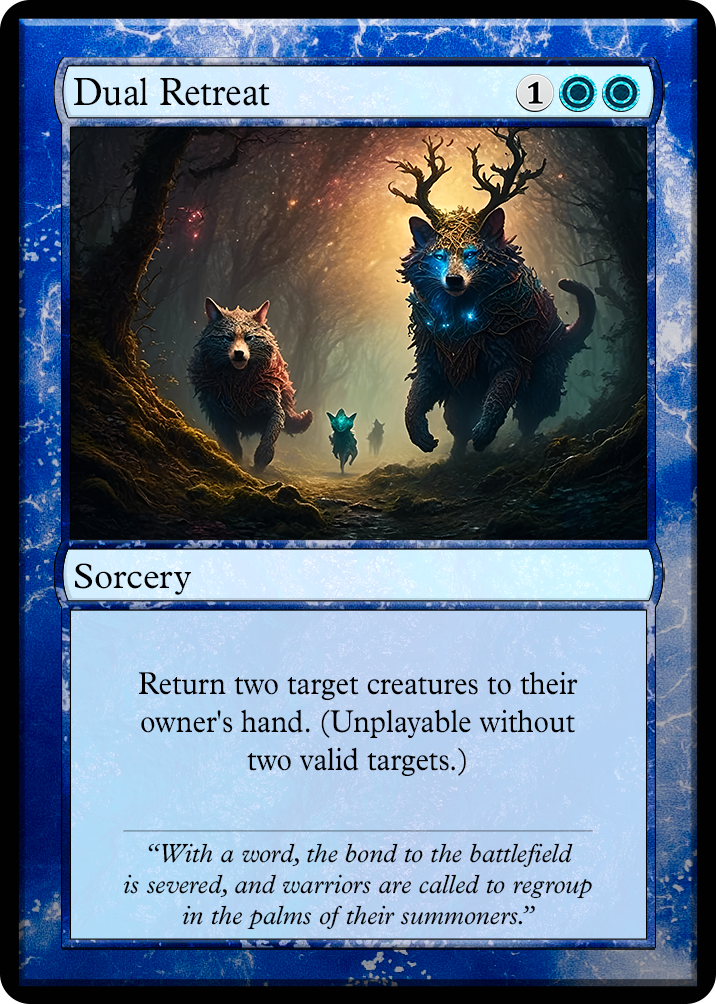 Dual Retreat 1
Sorcery
Return two target creatures to their
owner's hand. (Unplayable without
two valid targets.)
“With a word, the bond to the battlefield
is severed, and warriors are called to regroup
in the palms of their summoners.”